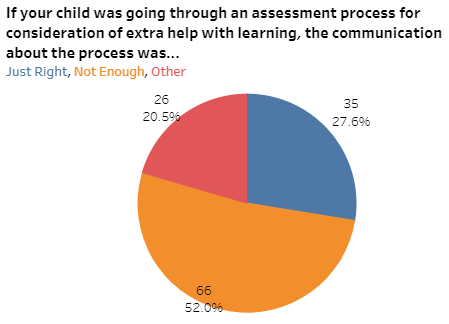 If your child was going through an assessment process for
consideration of extra help with learning, the communication
about the process was...
Just Right, Not Enough, Other
26
20.5%
35
27.6%
66
52.0%